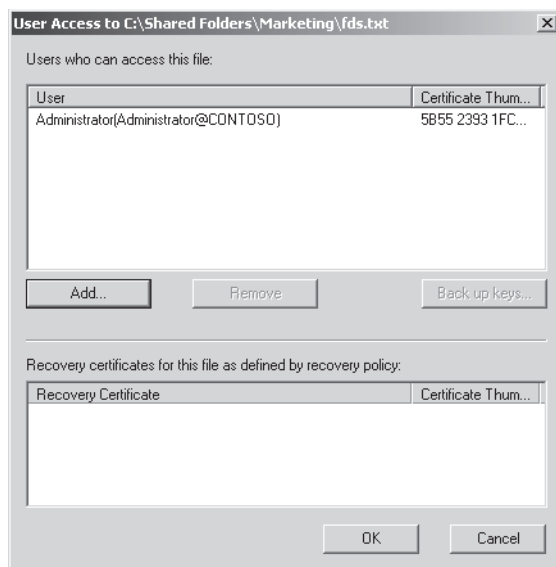 User Access to C:\Shared Folders\Marketing\fds.txt
Users who can access this file:
User Certificate Thum...
Administrator(Administrator@CONTOSO) 5B55 2393 1FC...
Add... Remove Back up keys...
Recovery certificates for this file as defined by recovery policy:
Recovery Certificate Certificate Thum...
OK Cancel